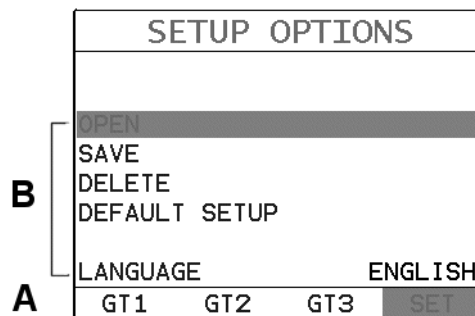 SETUP OPTIONS
OPEN
SAVE
DELETE
DEFAULT SETUP
B
LANGUAGE ENGLISH
A
GT1 GT2 GT3 SET